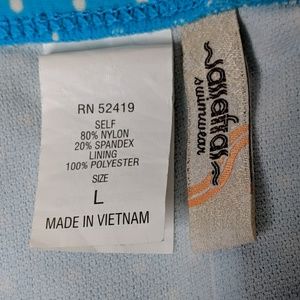 RN 52419
SELF
80% NYLON
20% SPANDEX
LINING
100% POLYESTER
SIZE
L
MADE IN VIETNAM
sassafras
swimwear